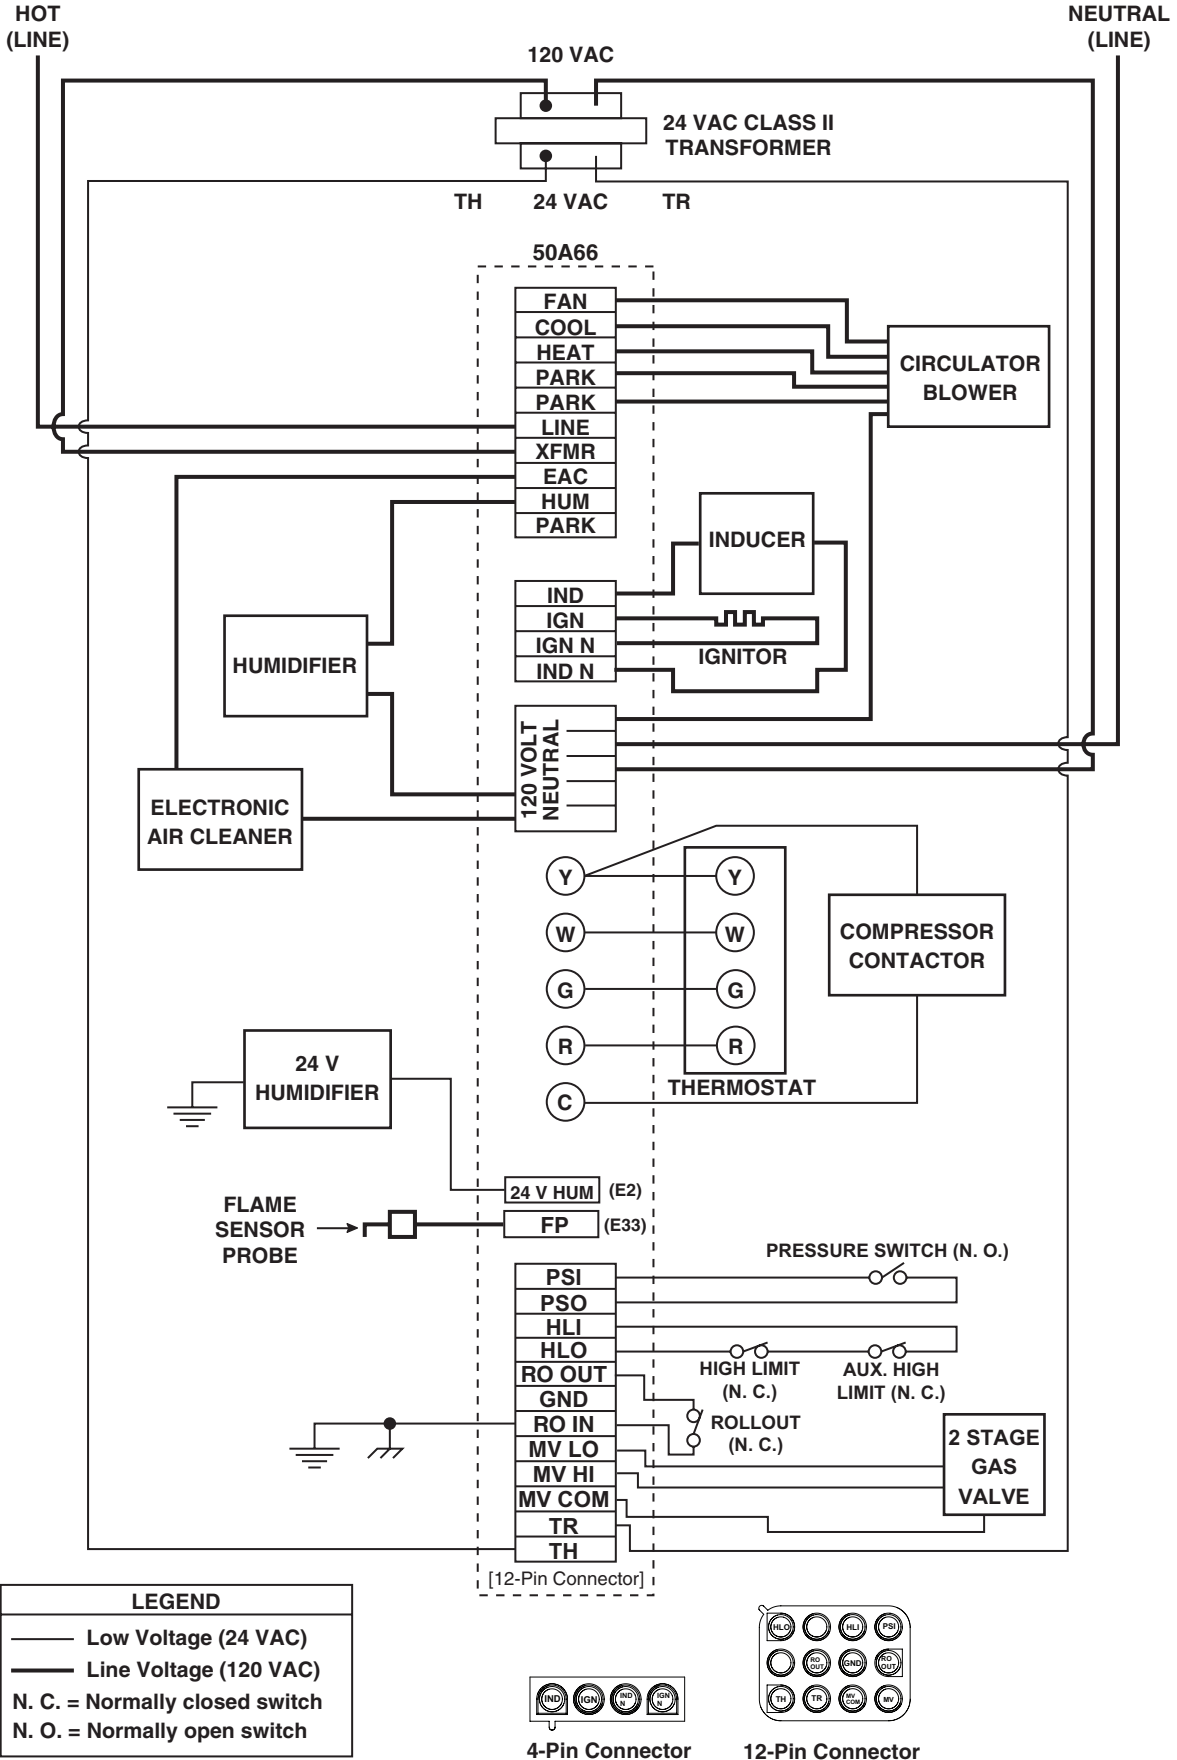 HOT
(LINE)
NEUTRAL
(LINE)
120 VAC
24 VAC CLASS II
TRANSFORMER
TH 24 VAC TR
50A66
FAN
COOL
HEAT
PARK
PARK
LINE
XFMR
EAC
HUM
PARK
CIRCULATOR
BLOWER
INDUCER
IND
IGN
IGN N
IND N
IGNITOR
HUMIDIFIER
120 VOLT
NEUTRAL
ELECTRONIC
AIR CLEANER
Y Y
W W
G G
R R
C
THERMOSTAT
COMPRESSOR
CONTACTOR
24 V
HUMIDIFIER
24 V HUM (E2)
FP (E33)
FLAME
SENSOR
PROBE
PRESSURE SWITCH (N. O.)
PSI
PSO
HLI
HLO
RO OUT
GND
RO IN
MV LO
MV HI
MV COM
TR
TH
[12-Pin Connector]
HIGH LIMIT
(N. C.)
AUX. HIGH
LIMIT (N. C.)
ROLLOUT
(N. C.)
2 STAGE
GAS
VALVE
LEGEND
Low Voltage (24 VAC)
Line Voltage (120 VAC)
N. C. = Normally closed switch
N. O. = Normally open switch
IND IGN IND N IGN N
4-Pin Connector
HLO HLI PSI
RO OUT GND RO OUT
TH TR MV COM MV
12-Pin Connector